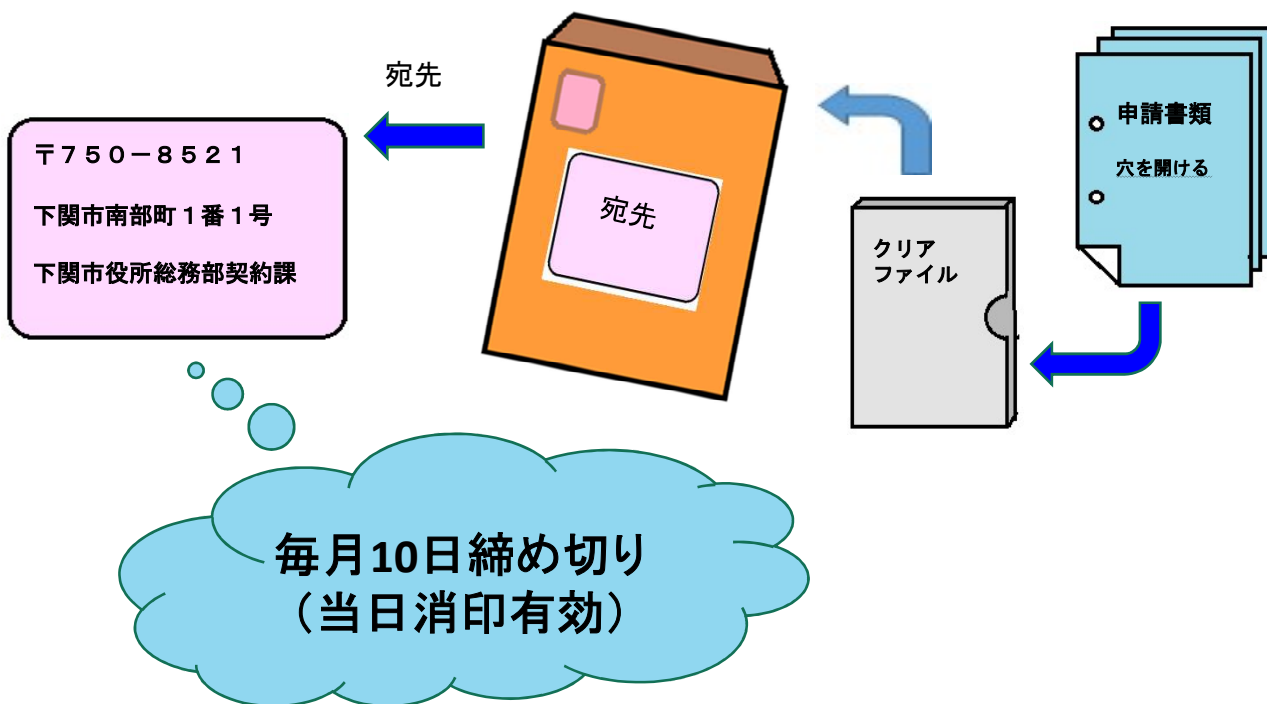 宛先
〒７５０－８５２１
下関市南部町１番１号
下関市役所総務部契約課
宛先
クリア
ファイル
申請書類
穴を開ける
毎月10日締め切り
（当日消印有効）